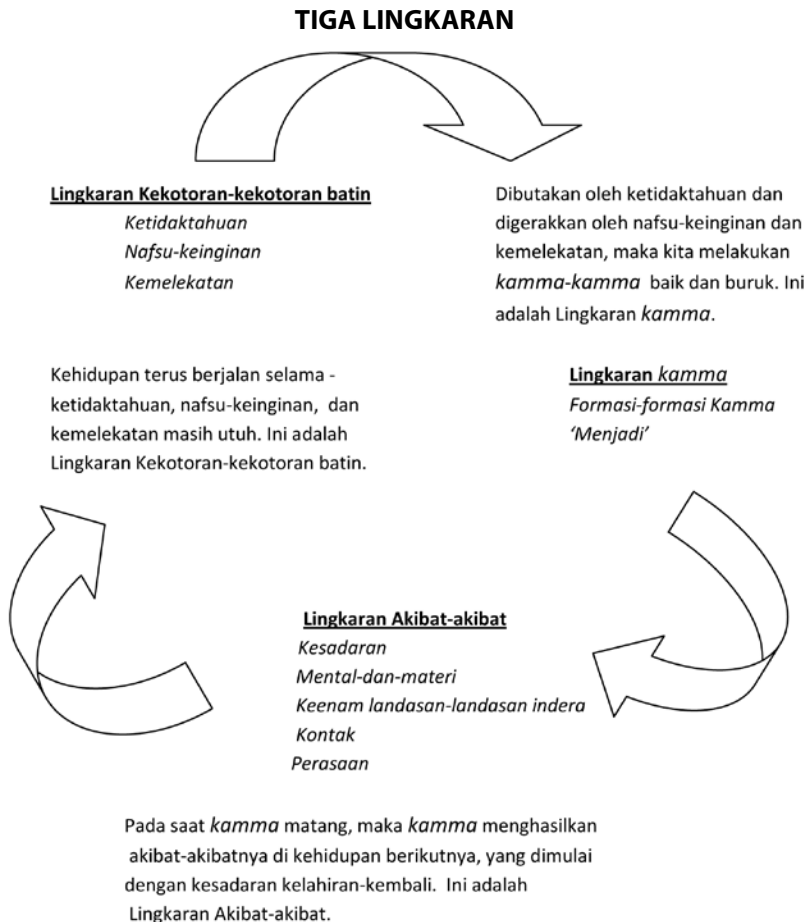 TIGA LINGKARAN
Lingkaran Kekotoran-kekotoran batin
Ketidaktahuan
Nafsu-keinginan
Kemelekatan
Dibutakan oleh ketidaktahuan dan
digerakkan oleh nafsu-keinginan dan
kemelekatan, maka kita melakukan
kamma-kamma baik dan buruk. Ini
adalah Lingkaran kamma.
Kehidupan terus berjalan selama -
ketidaktahuan, nafsu-keinginan, dan
kemelekatan masih utuh. Ini adalah
Lingkaran Kekotoran-kekotoran batin.
Lingkaran kamma
Formasi-formasi Kamma
‘Menjadi’
Lingkaran Akibat-akibat
Kesadaran
Mental-dan-materi
Keenam landasan-landasan indera
Kontak
Perasaan
Pada saat kamma matang, maka kamma menghasilkan
akibat-akibatnya di kehidupan berikutnya, yang dimulai
dengan kesadaran kelahiran-kembali. Ini adalah
Lingkaran Akibat-akibat.